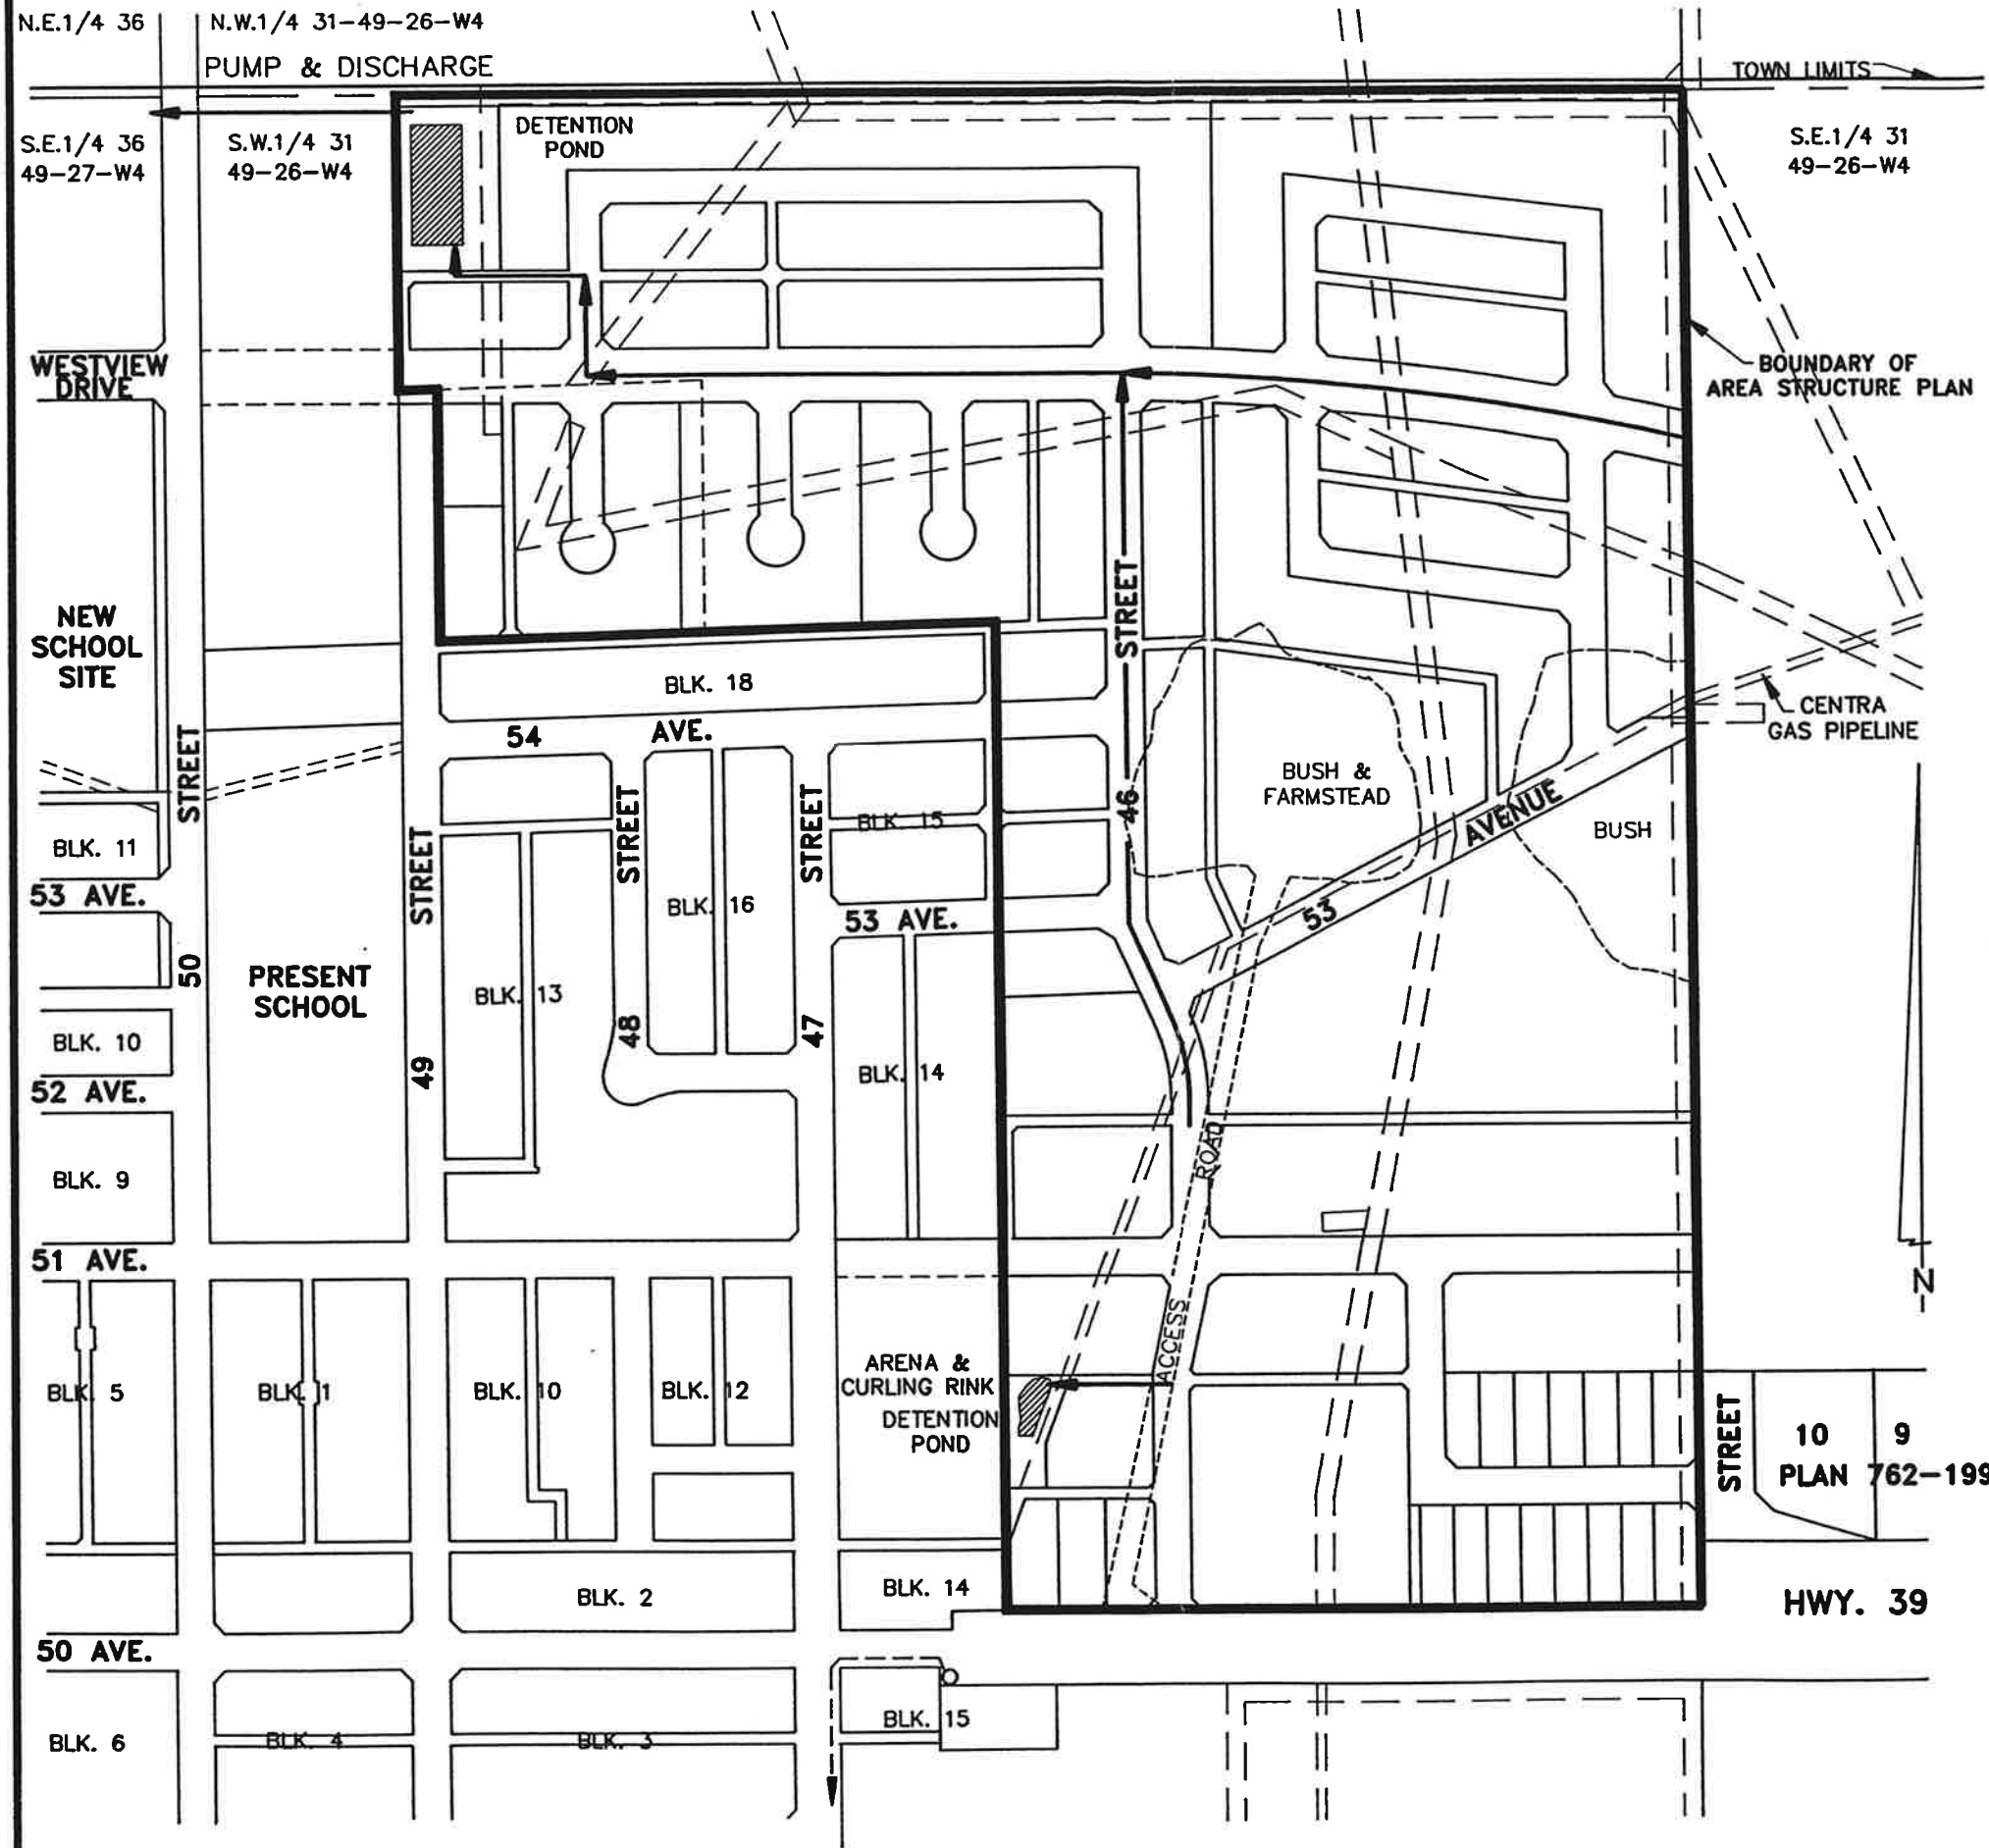 N.E.1/4 36
N.W.1/4 31-49-26-W4
PUMP & DISCHARGE
TOWN LIMITS
S.E.1/4 36
49-27-W4
S.W.1/4 31
49-26-W4
DETENTION
POND
S.E.1/4 31
49-26-W4
WESTVIEW
DRIVE
BOUNDARY OF
AREA STRUCTURE PLAN
NEW
SCHOOL
SITE
STREET
BLK. 18
CENTRA
GAS PIPELINE
54 AVE.
STREET
BUSH &
FARMSTEAD
46
AVENUE
BUSH
STREET
STREET
STREET
BLK. 15
BLK. 11
53 AVE.
BLK. 16
53 AVE.
53
50
PRESENT
SCHOOL
BLK. 13
48
47
BLK. 10
52 AVE.
49
BLK. 14
BLK. 9
ROAD
51 AVE.
N
ACCESS
BLK. 5
BLK. 1
BLK. 10
BLK. 12
ARENA &
CURLING RINK
DETENTION
POND
STREET
10
9
PLAN 762-199
BLK. 2
BLK. 14
HWY. 39
50 AVE.
BLK. 6
BLK. 4
BLK. 3
BLK. 15